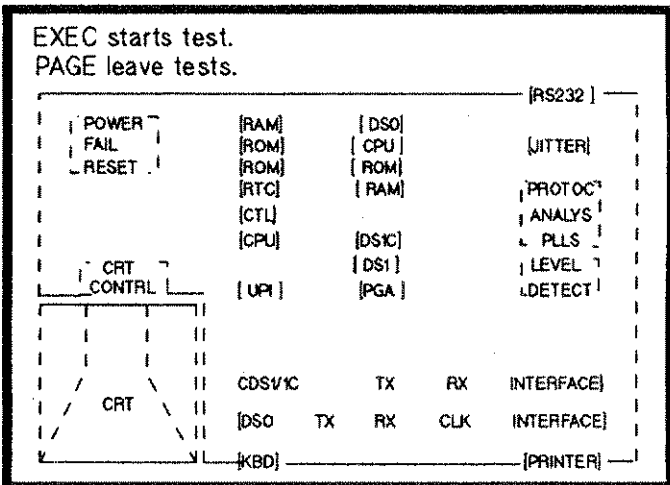 EXEC starts test.
PAGE leave tests.
[RS232 ]
POWER [RAM] [ DS0]
FAIL [ROM] [ CPU ] [JITTER]
RESET [ROM] [ ROM]
[RTC] [ RAM] PROTOC
[CTL] ANALYS
[CPU] [DS1C] PLLS
CRT [ DS1 ] LEVEL
CONTRL [ UPI ] [PGA ] DETECT
CDS1/1C TX RX INTERFACE]
CRT
[DS0 TX RX CLK INTERFACE]
[KBD] [PRINTER]